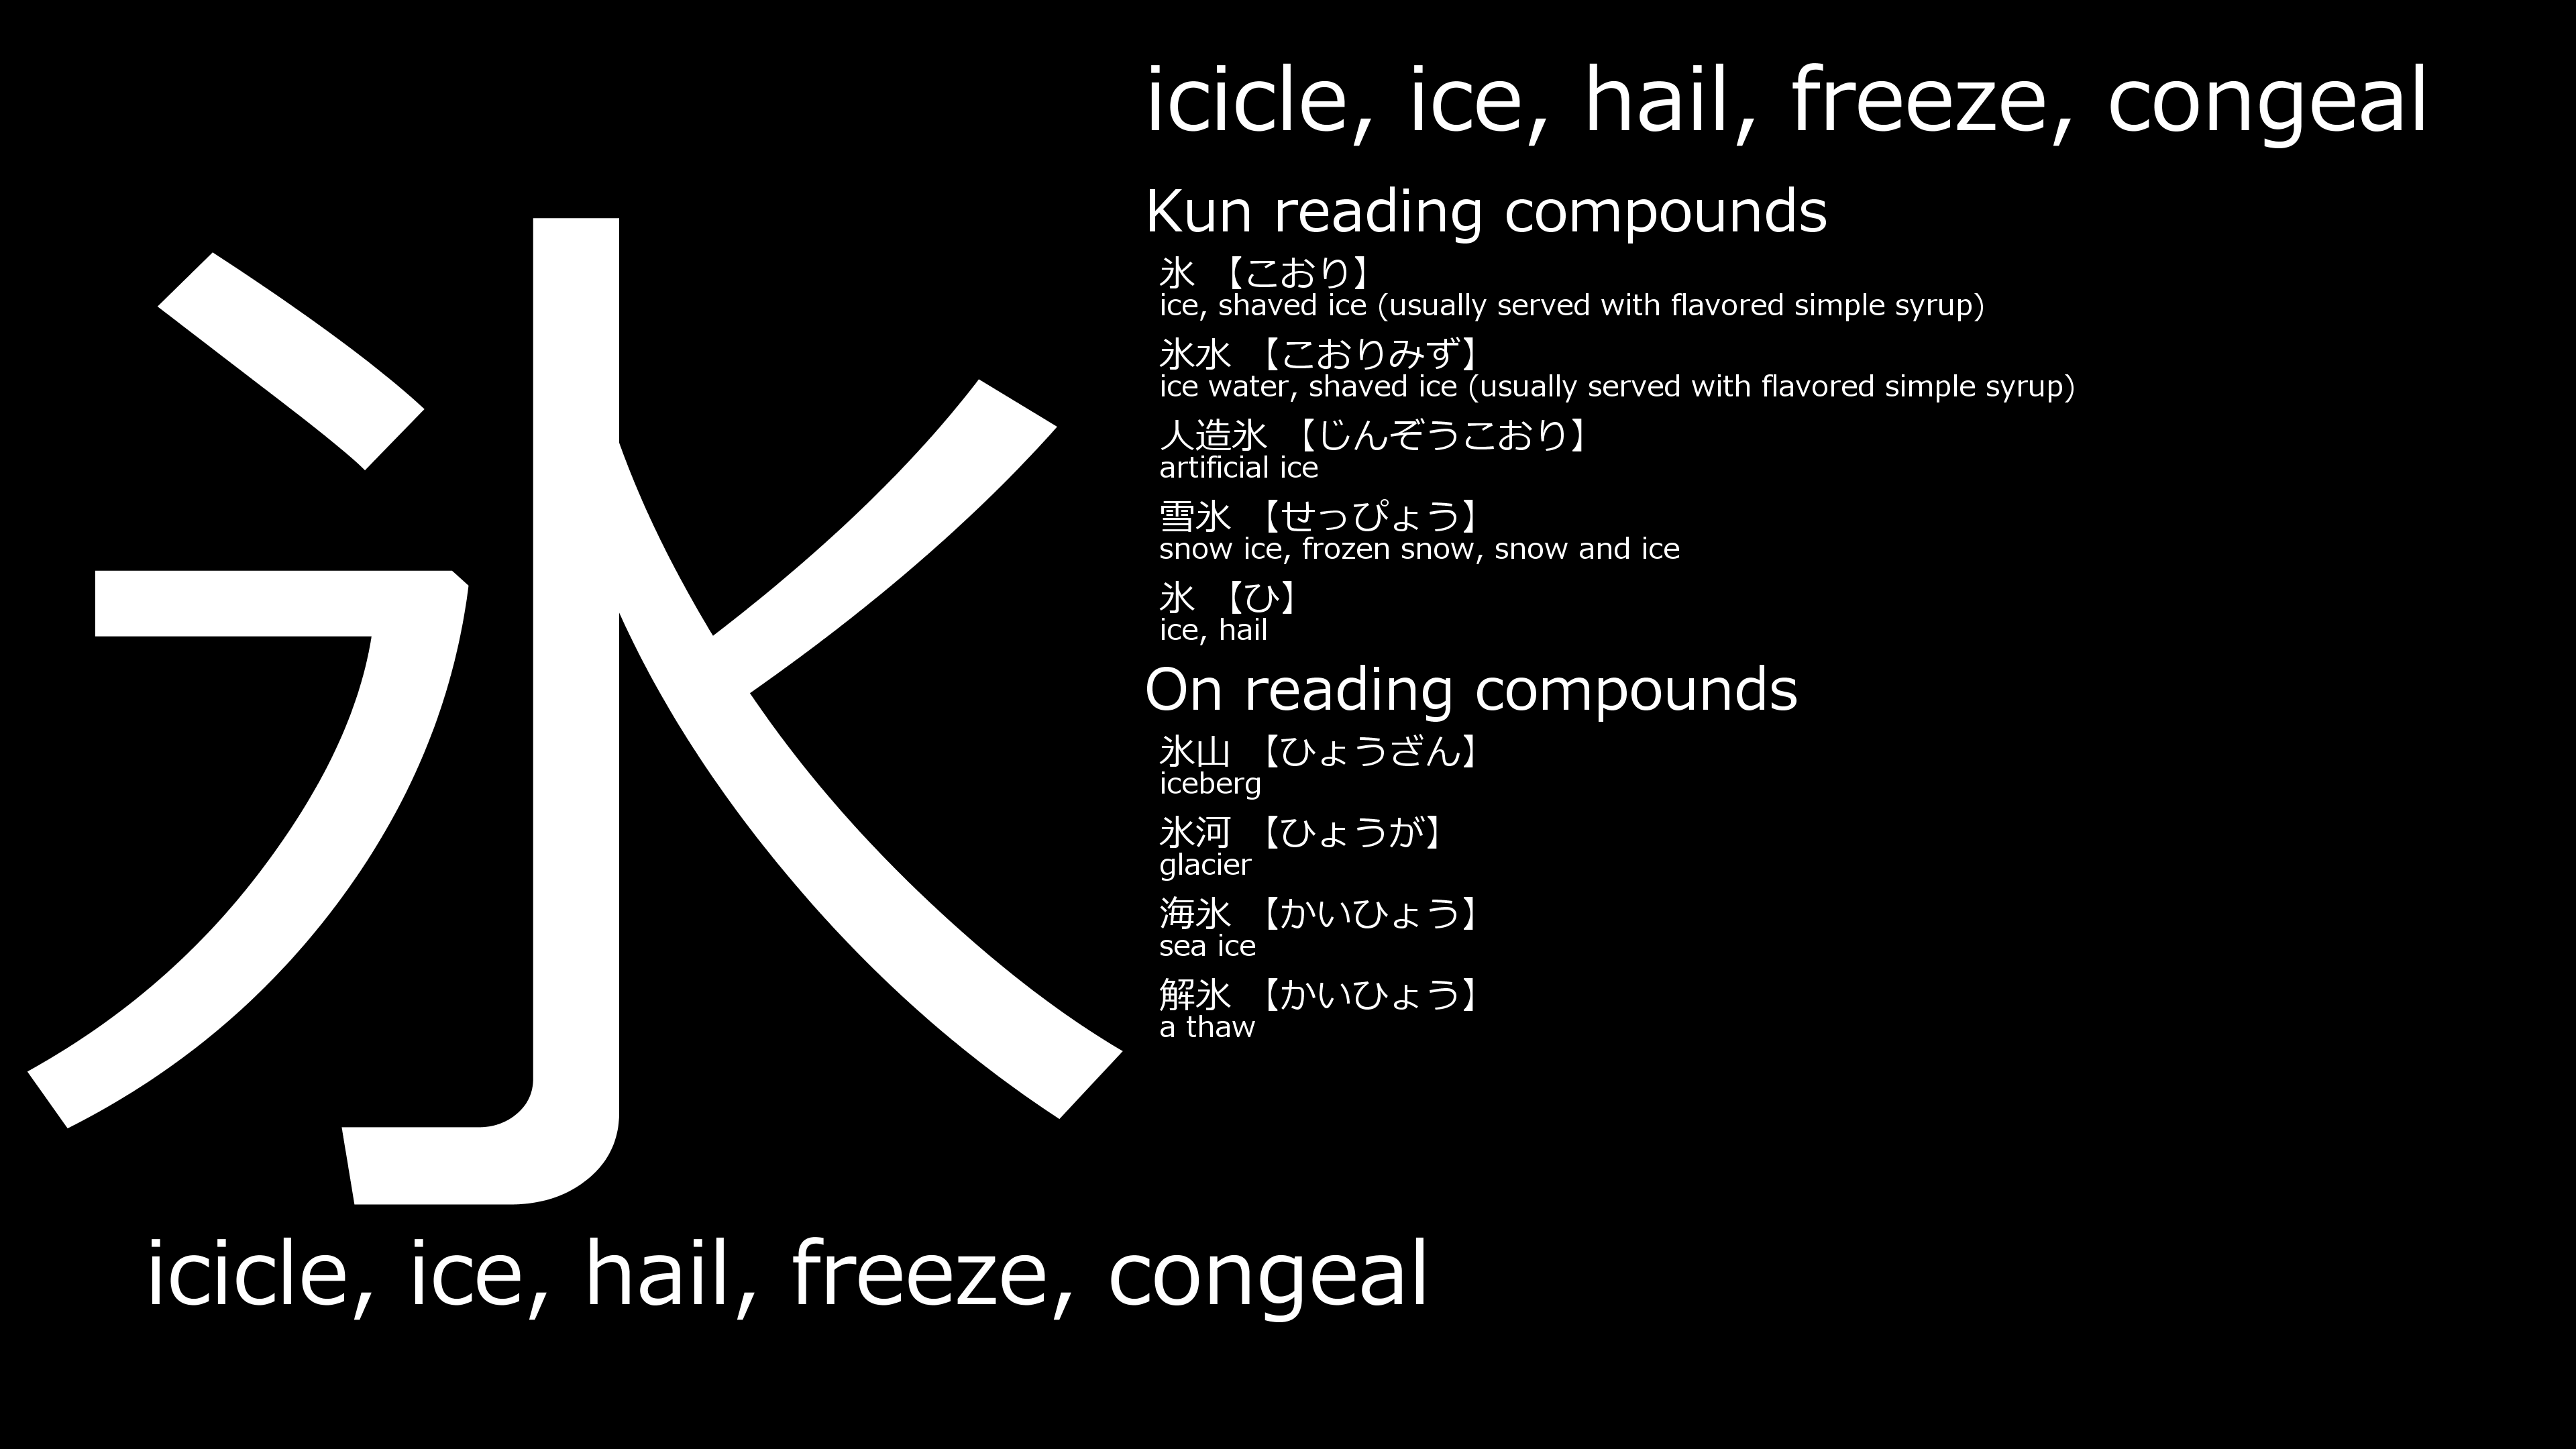 氷
icicle, ice, hail, freeze, congeal
icicle, ice, hail, freeze, congeal
Kun reading compounds
氷 【こおり】
ice, shaved ice (usually served with flavored simple syrup)
氷水 【こおりみず】
ice water, shaved ice (usually served with flavored simple syrup)
人造氷 【じんぞうこおり】
artificial ice
雪氷 【せっぴょう】
snow ice, frozen snow, snow and ice
氷 【ひ】
ice, hail
On reading compounds
氷山 【ひょうざん】
iceberg
氷河 【ひょうが】
glacier
海氷 【かいひょう】
sea ice
解氷 【かいひょう】
a thaw